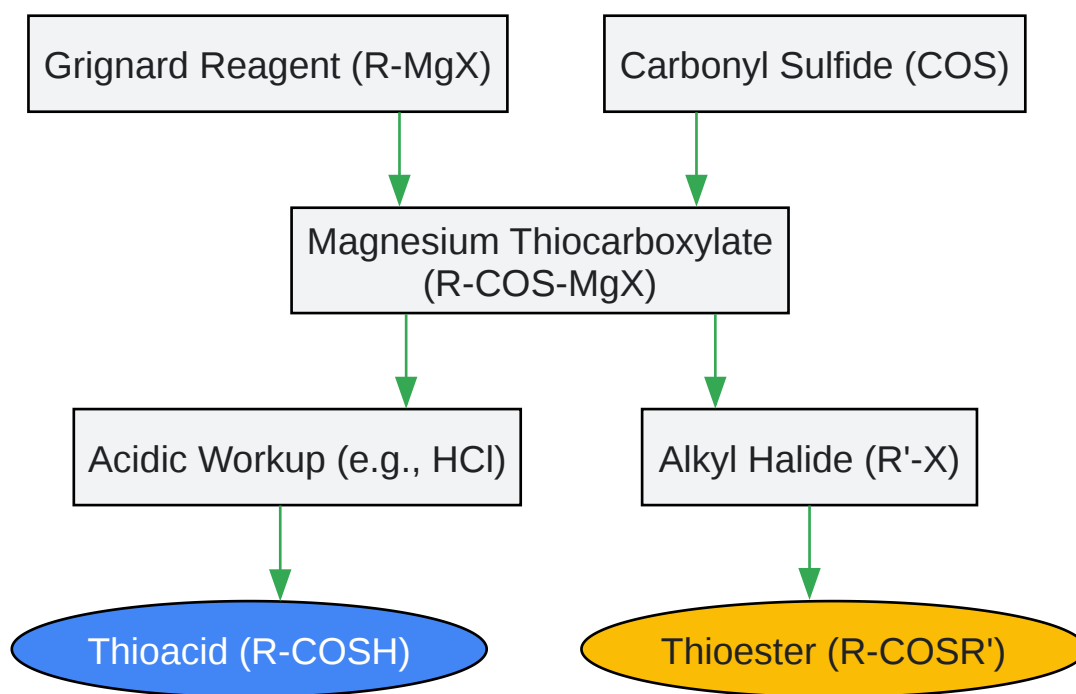 Grignard Reagent (R-MgX)
Carbonyl Sulfide (COS)
Magnesium Thiocarboxylate
(R-COS-MgX)
Acidic Workup (e.g., HCl)
Alkyl Halide (R'-X)
Thioacid (R-COSH)
Thioester (R-COSR')